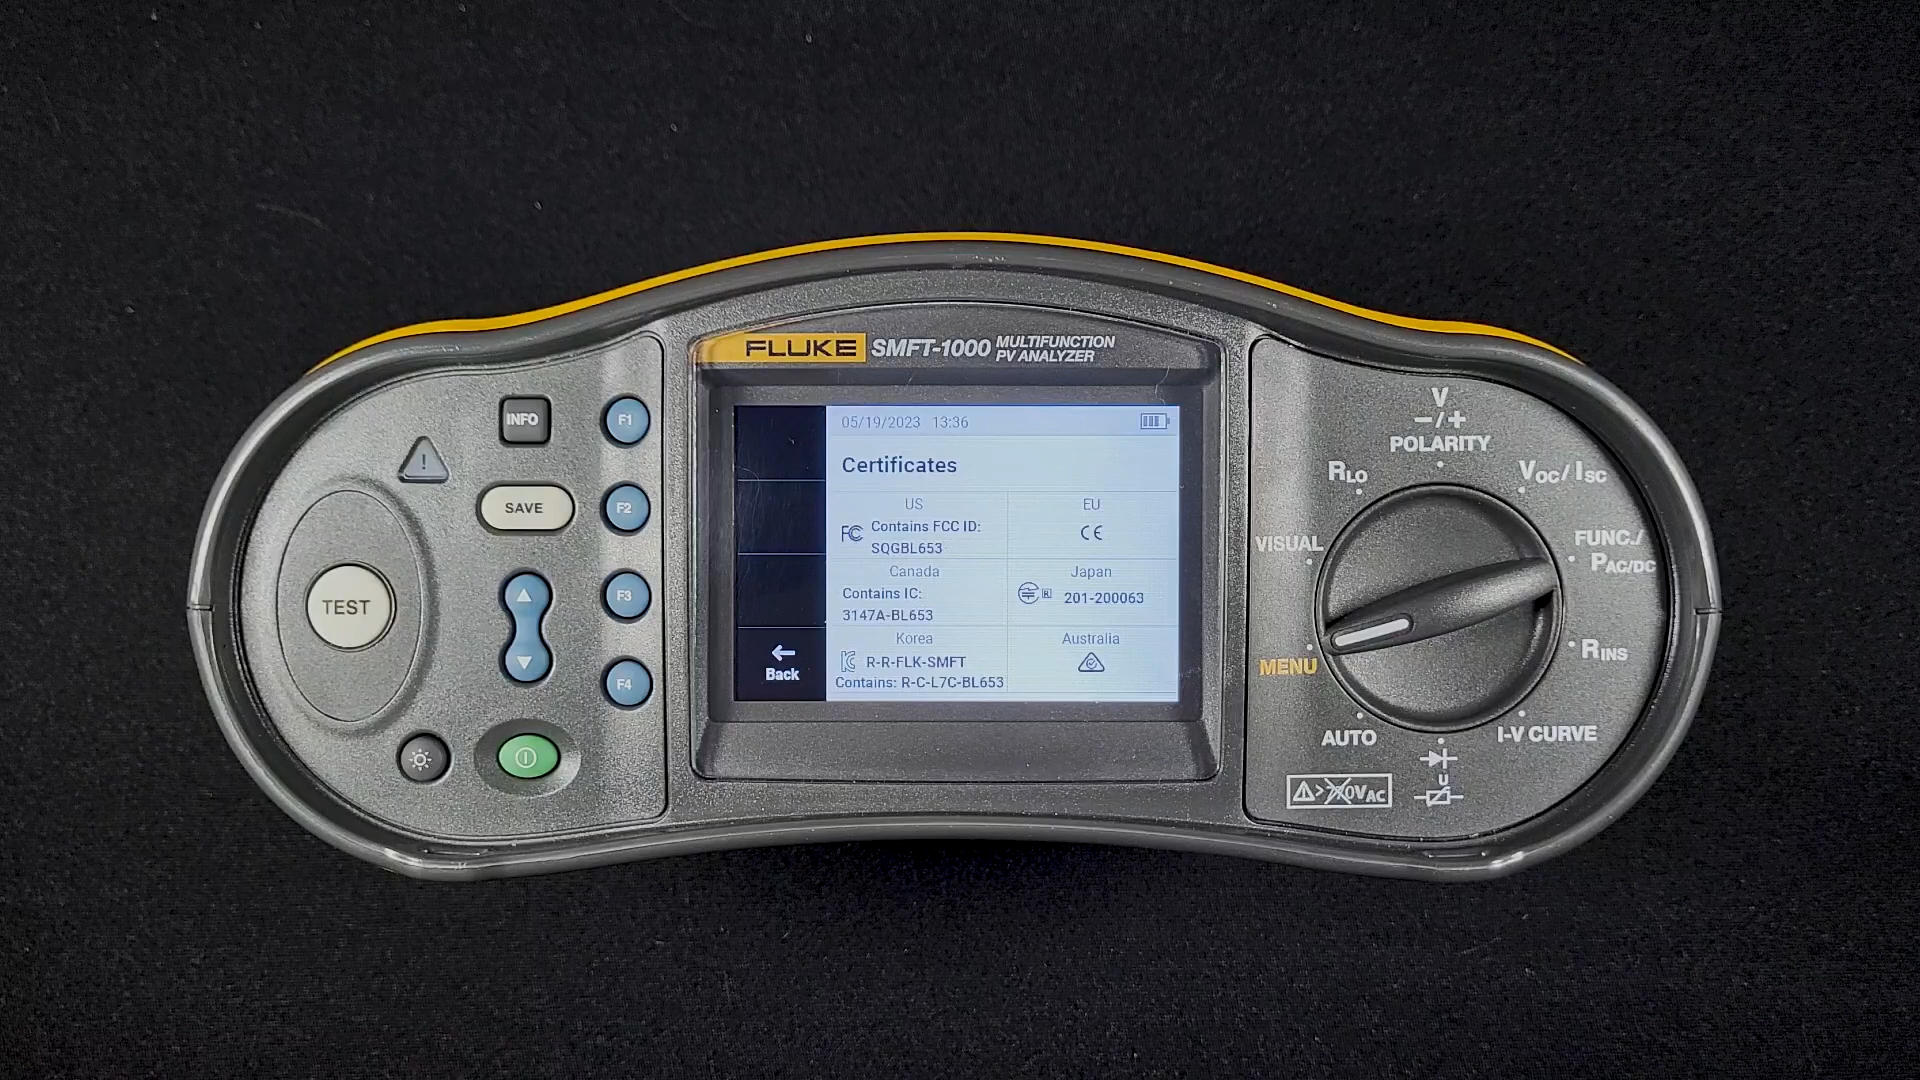 FLUKE SMFT-1000 MULTIFUNCTION
PV ANALYZER
INFO
SAVE
TEST
F1
F2
F3
F4
05/19/2023 13:36
Certificates
US
FC Contains FCC ID:
SQGBL653
EU
CE
Canada
Contains IC:
3147A-BL653
Japan
R 201-200063
Korea
R-R-FLK-SMFT
Contains: R-C-L7C-BL653
Australia
Back
V
-/+
POLARITY
RLO
VOC/ISC
VISUAL
FUNC./
PAC/DC
MENU
RINS
AUTO
I-V CURVE
U